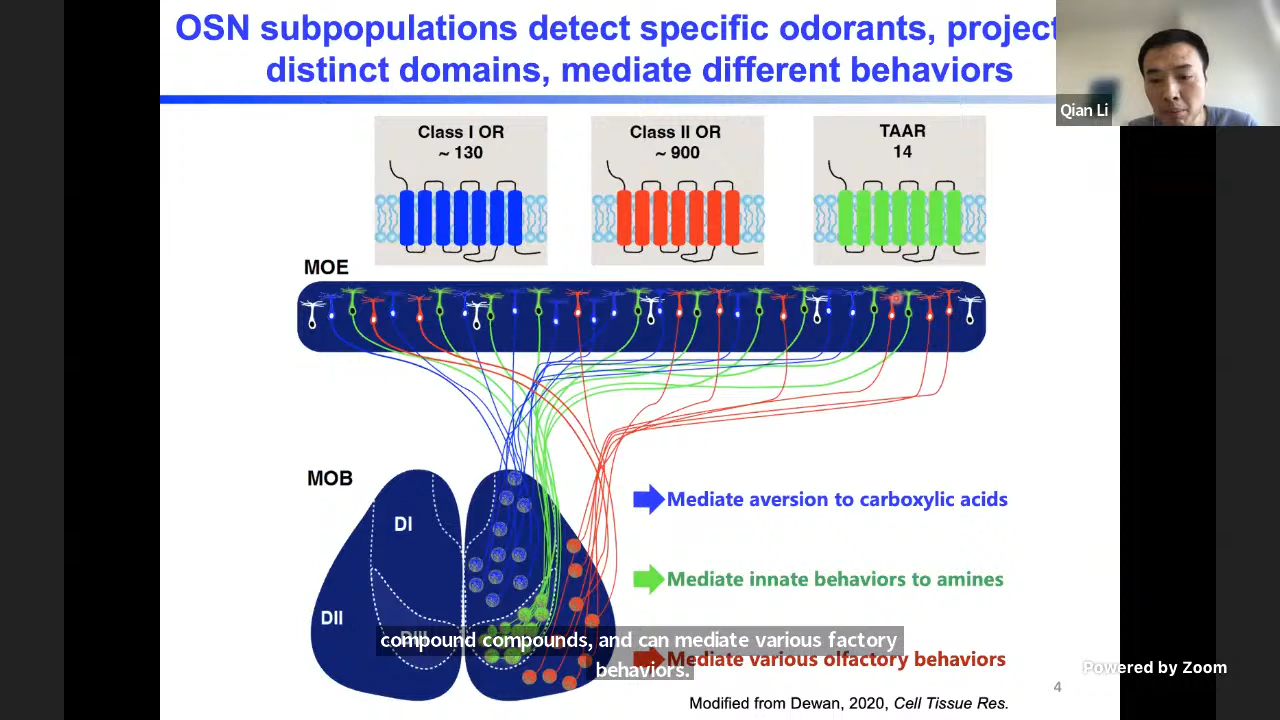 OSN subpopulations detect specific odorants, project
distinct domains, mediate different behaviors
Qian Li
Class I OR
~ 130
Class II OR
~ 900
TAAR
14
MOE
MOB
DI
DII
Mediate aversion to carboxylic acids
Mediate innate behaviors to amines
Mediate various olfactory behaviors
compound compounds, and can mediate various factory
behaviors.
Powered by Zoom
4
Modified from Dewan, 2020, Cell Tissue Res.